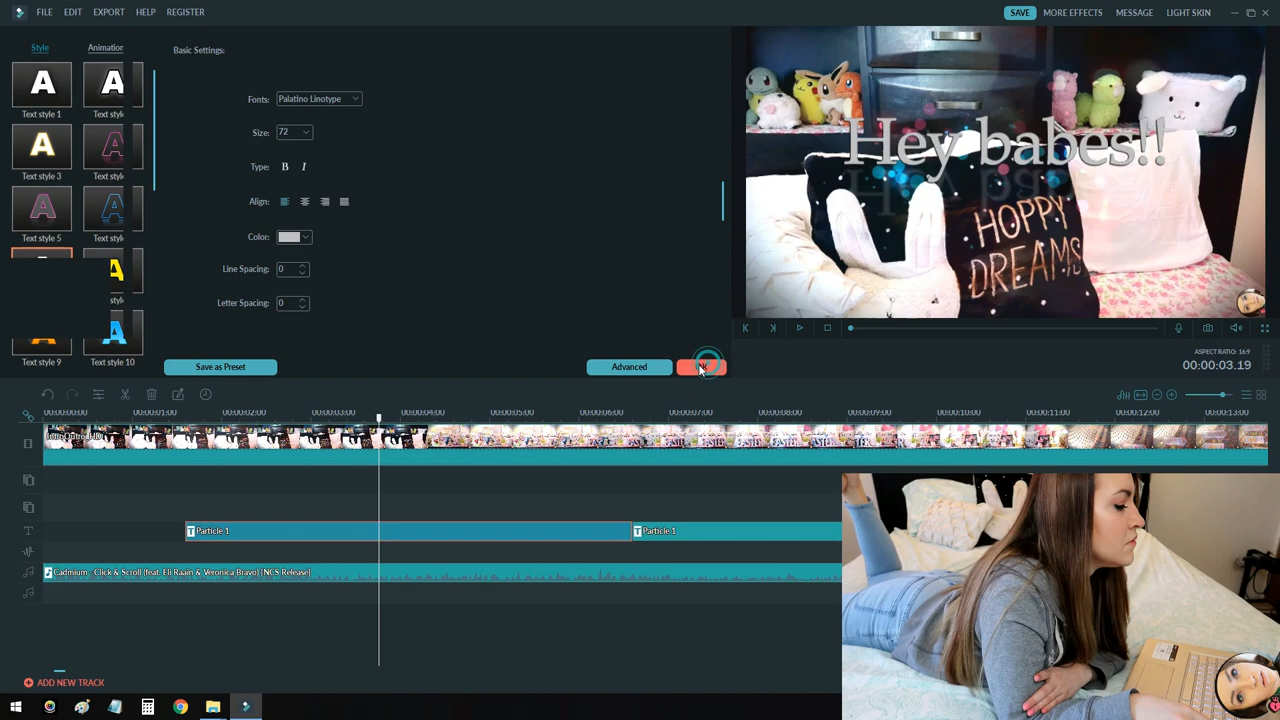 FILE EDIT EXPORT HELP REGISTER
SAVE MORE EFFECTS MESSAGE LIGHT SKIN
Style Animation
Basic Settings:
Text style 1
Text style 3
Text style 5
Text style 9
Text style 10
Fonts: Palatino Linotype
Size: 72
Type: B I
Align:
Color:
Line Spacing: 0
Letter Spacing: 0
Save as Preset
Advanced
Hey babes!!
HOPPY
DREAMS
ASPECT RATIO: 16:9
00:00:03.19
00:00:00:00 00:00:01:00 00:00:02:00 00:00:03:00 00:00:04:00 00:00:05:00 00:00:06:00 00:00:07:00 00:00:08:00 00:00:09:00 00:00:10:00 00:00:11:00 00:00:12:00 00:00:13:00
T Particle 1 T Particle 1
Cadmium - Click & Scroll (feat. Eli Raain & Veronica Bravo) [NCS Release]
ADD NEW TRACK